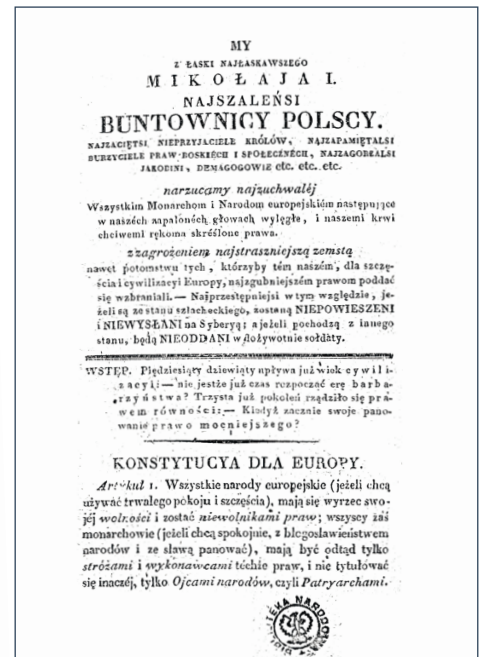 MY
Z ŁASKI NAJŁASKAWSZEGO
MIKOŁAJA I.
NAJSZALEŃSI
BUNTOWNICY POLSCY.
NAJZACIĘTSI NIEPRZYJACIELE KRÓLÓW, NAJZAPAMIĘTALSI
BURZYCIELE PRAW BOSKIÉCH I SPOŁECZNÉCH, NAJZAGORZALSI
JAKOBINI, DEMAGOGOWIE etc. etc. etc.
narzucamy najzuchwaléj
Wszystkim Monarchom i Narodom europejskiém następujące
w naszéch zapalonéch głowach wylęgłe, i naszemi krwi
chciwemi rękoma skréślone prawa.
z zagrożeniem najstraszniejszą zemstą
nawet potomstwu tych, którzyby tém naszém, dla szczę-
ścia i cywilizacyi Europy, najzgubniejszém prawom poddać
się wzbraniali. — Najprzestępniejsi w tym względzie, je-
żeli są ze stanu szlacheckiego, zostaną NIEPOWIESZENI
i NIEWYSŁANI na Syberyą; a jeżeli pochodzą z innego
stanu, będą NIEODDANI w dożywotnie sołdaty.
WSTĘP. Piędziesiąty dziewiąty upływa już wiek cywili-
zacyi — nie jestże już czas rozpocząć erę barba-
rzyństwa? Trzysta już pokoleń rządziło się pra-
wem równości: — Kiedyż zacznie swoje pano-
wanie prawo mocniejszego?
KONSTYTUCYA DLA EUROPY.
Artykuł 1. Wszystkie narody europejskie (jeżeli chcą
używać trwałego pokoju i szczęścia), mają się wyrzec swo-
jéj wolności i zostać niewolnikami praw; wszyscy zaś
monarchowie (jeżeli chcą spokojnie, z błogosławieństwem
narodów i ze sławą panować), mają być odtąd tylko
stróżami i wykonawcami téchże praw, i nie tytułować
się inaczéj, tylko Ojcami narodów, czyli Patryarchami.